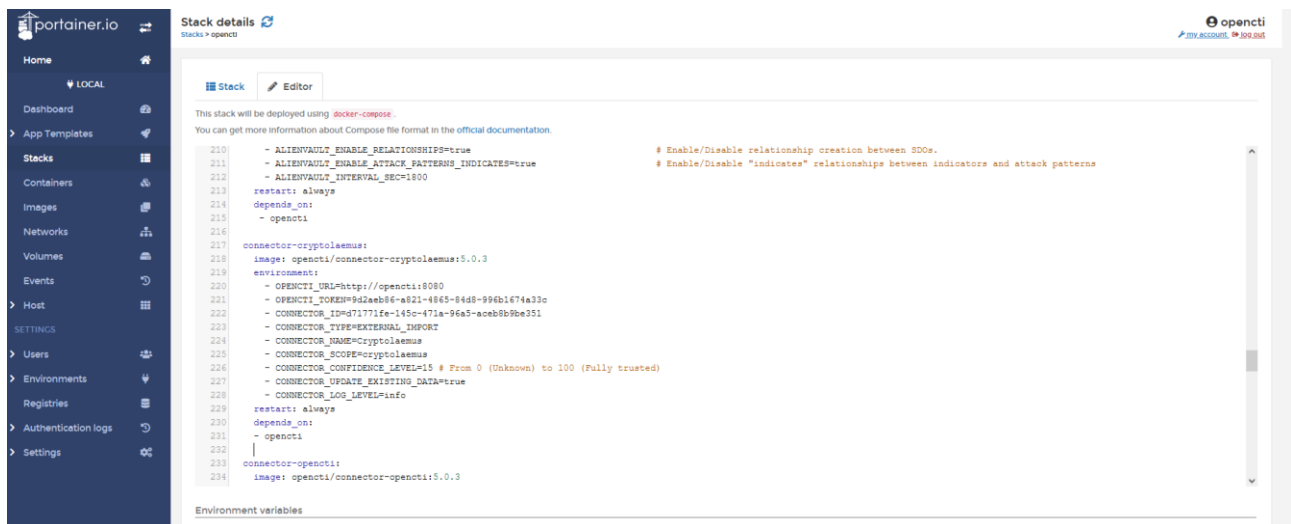 portainer.io
Home
LOCAL
Dashboard
App Templates
Stacks
Containers
Images
Networks
Volumes
Events
Host
SETTINGS
Users
Environments
Registries
Authentication logs
Settings
Stack details
Stacks > opencti
opencti
my account log out
Stack Editor
This stack will be deployed using docker-compose.
You can get more information about Compose file format in the official documentation.
210 - ALIENVAULT_ENABLE_RELATIONSHIPS=true # Enable/Disable relationship creation between SDOs.
211 - ALIENVAULT_ENABLE_ATTACK_PATTERNS_INDICATES=true # Enable/Disable "indicates" relationships between indicators and attack patterns
212 - ALIENVAULT_INTERVAL_SEC=1800
213 restart: always
214 depends_on:
215 - opencti
216
217 connector-cryptolaemus:
218 image: opencti/connector-cryptolaemus:5.0.3
219 environment:
220 - OPENCTI_URL=http://opencti:8080
221 - OPENCTI_TOKEN=9d2aeb86-a821-4865-84d8-996b1674a33c
222 - CONNECTOR_ID=d71771fe-145c-471a-96a5-aceb8b9be351
223 - CONNECTOR_TYPE=EXTERNAL_IMPORT
224 - CONNECTOR_NAME=Cryptolaemus
225 - CONNECTOR_SCOPE=cryptolaemus
226 - CONNECTOR_CONFIDENCE_LEVEL=15 # From 0 (Unknown) to 100 (Fully trusted)
227 - CONNECTOR_UPDATE_EXISTING_DATA=true
228 - CONNECTOR_LOG_LEVEL=info
229 restart: always
230 depends_on:
231 - opencti
232
233 connector-opencti:
234 image: opencti/connector-opencti:5.0.3
Environment variables